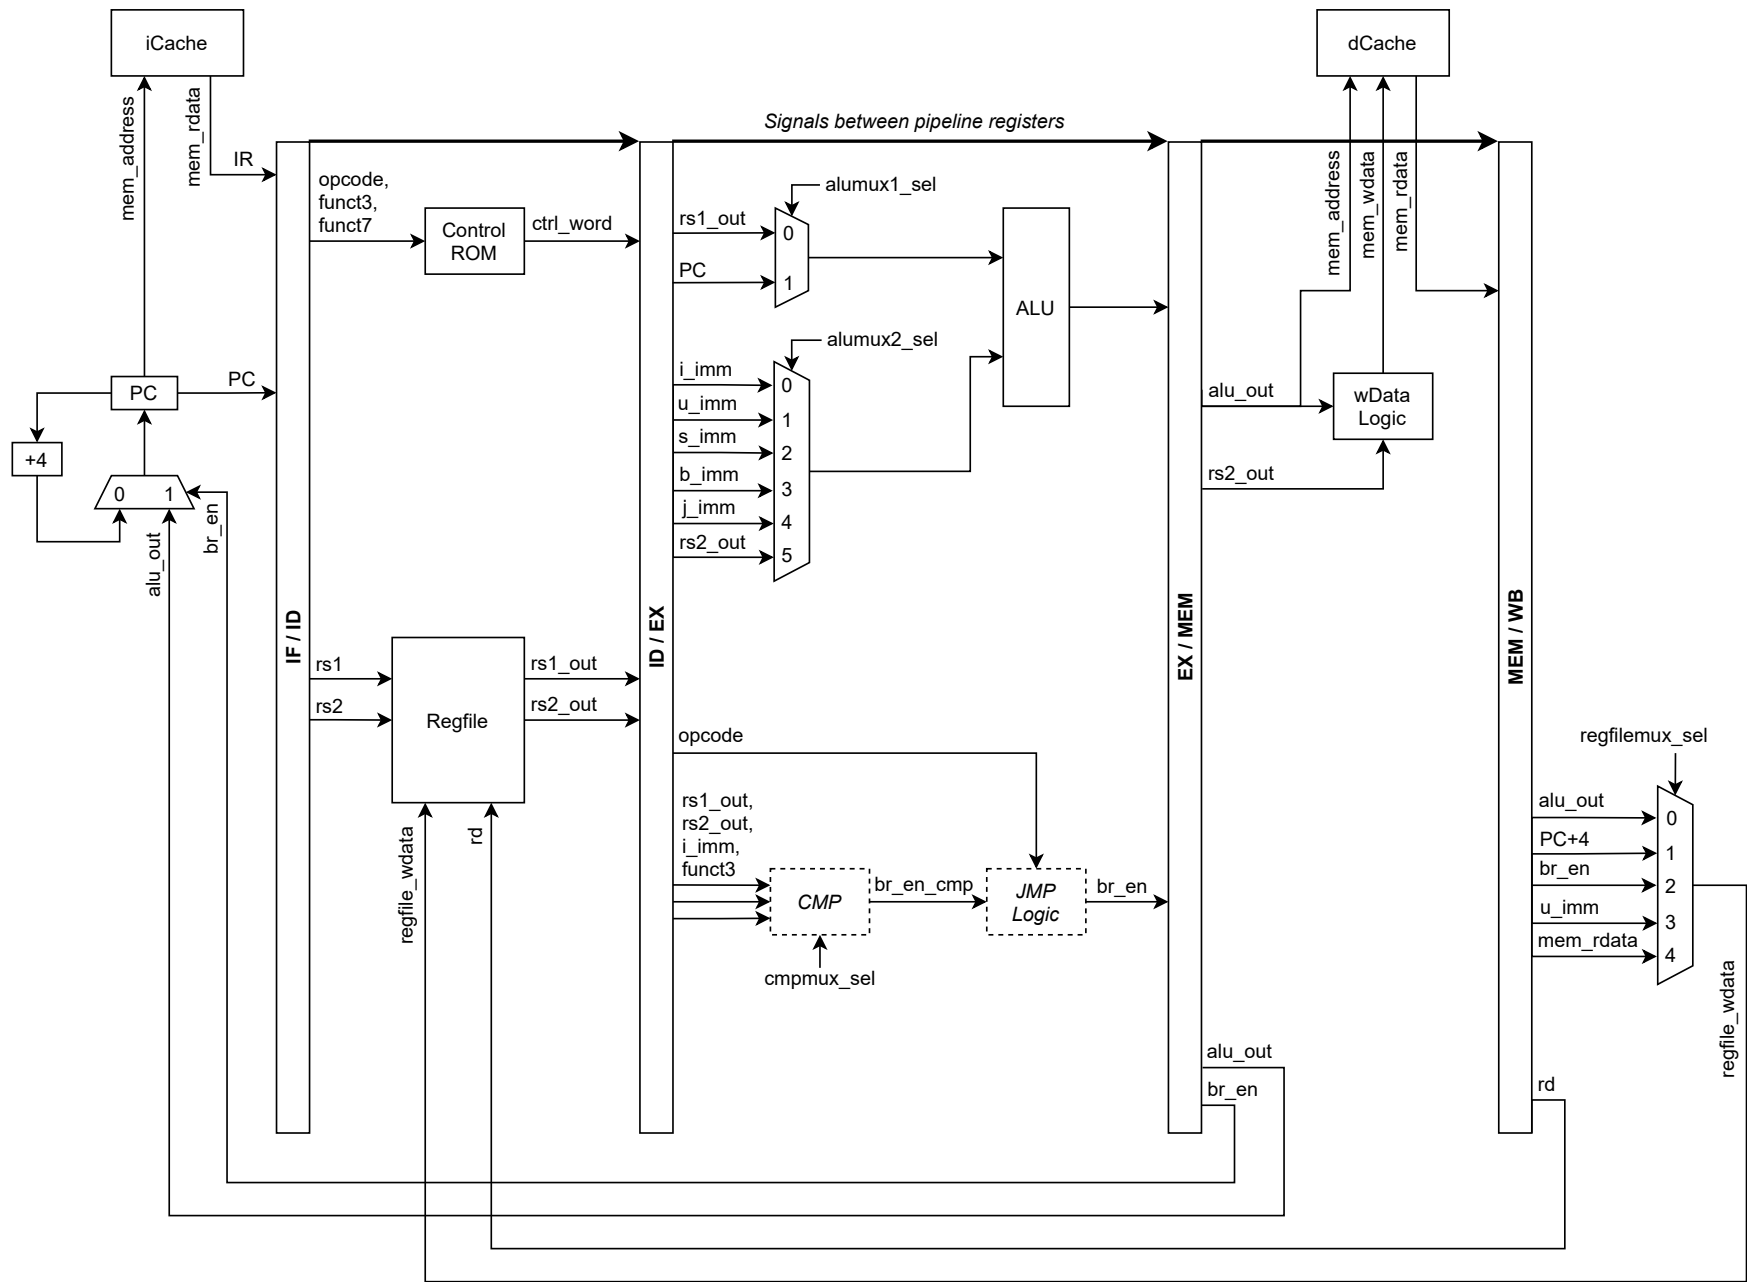 iCache
mem_address
mem_rdata
IR
PC
PC
+4
0
1
alu_out
br_en
IF / ID
opcode,
funct3,
funct7
Control
ROM
ctrl_word
rs1
rs2
Regfile
rs1_out
rs2_out
regfile_wdata
rd
ID / EX
Signals between pipeline registers
alumux1_sel
rs1_out
0
PC
1
alumux2_sel
i_imm
0
u_imm
1
s_imm
2
b_imm
3
j_imm
4
rs2_out
5
ALU
opcode
rs1_out,
rs2_out,
i_imm,
funct3
CMP
cmpmux_sel
br_en_cmp
JMP
Logic
br_en
EX / MEM
dCache
mem_address
mem_wdata
mem_rdata
alu_out
wData
Logic
rs2_out
alu_out
br_en
MEM / WB
regfilemux_sel
alu_out
0
PC+4
1
br_en
2
u_imm
3
mem_rdata
4
regfile_wdata
rd